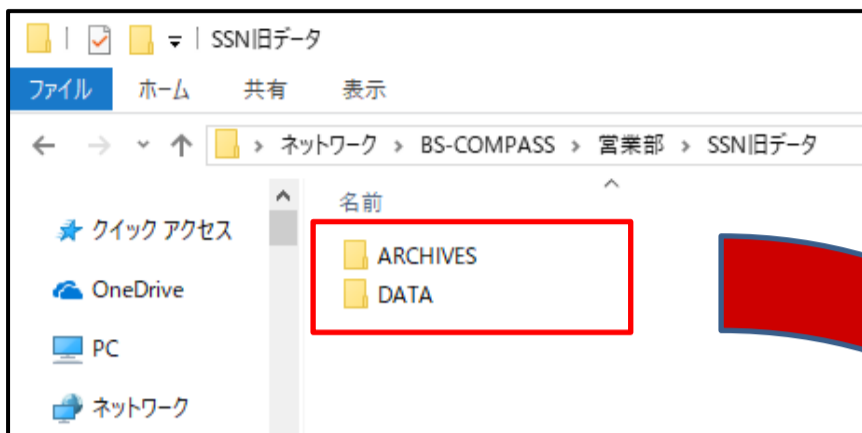 SSN旧データ
ファイル ホーム 共有 表示
ネットワーク > BS-COMPASS > 営業部 > SSN旧データ
名前
クイック アクセス
ARCHIVES
OneDrive
DATA
PC
ネットワーク